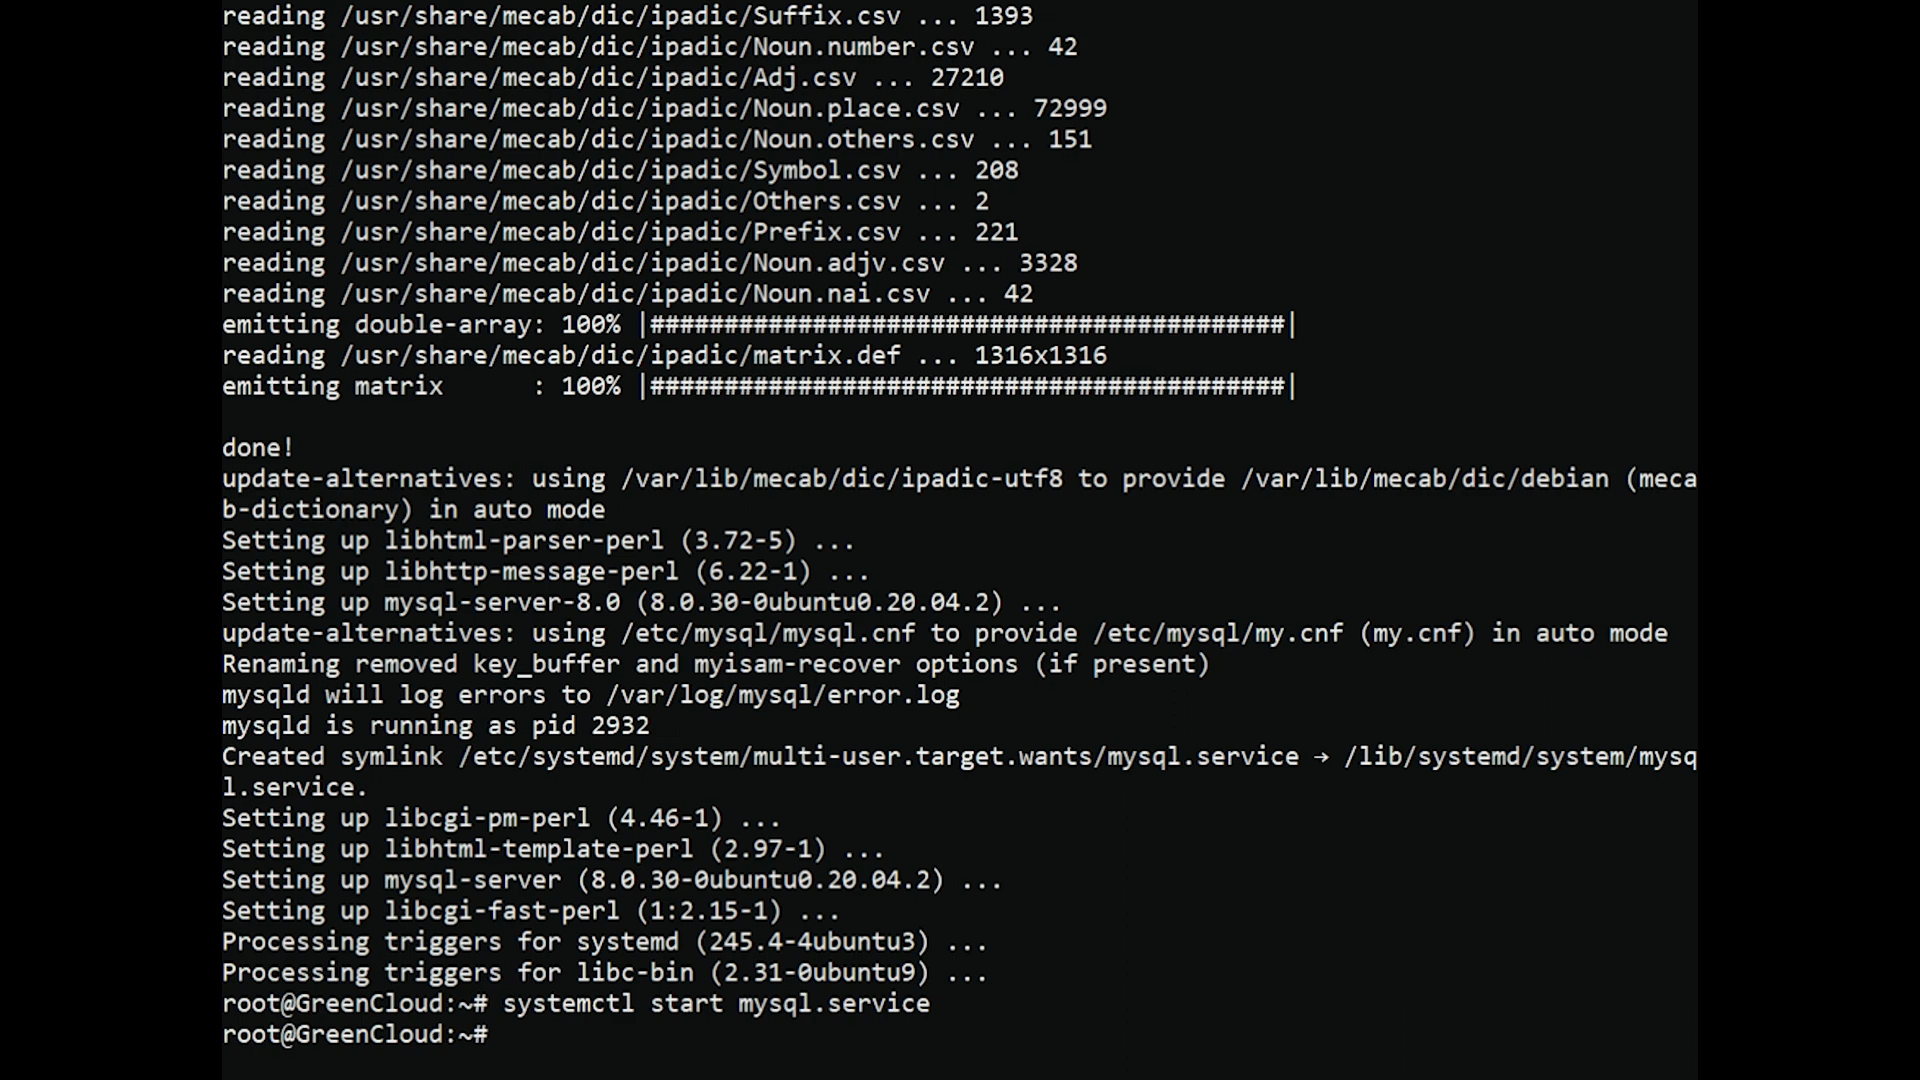 reading /usr/share/mecab/dic/ipadic/Suffix.csv ... 1393
reading /usr/share/mecab/dic/ipadic/Noun.number.csv ... 42
reading /usr/share/mecab/dic/ipadic/Adj.csv ... 27210
reading /usr/share/mecab/dic/ipadic/Noun.place.csv ... 72999
reading /usr/share/mecab/dic/ipadic/Noun.others.csv ... 151
reading /usr/share/mecab/dic/ipadic/Symbol.csv ... 208
reading /usr/share/mecab/dic/ipadic/Others.csv ... 2
reading /usr/share/mecab/dic/ipadic/Prefix.csv ... 221
reading /usr/share/mecab/dic/ipadic/Noun.adjv.csv ... 3328
reading /usr/share/mecab/dic/ipadic/Noun.nai.csv ... 42
emitting double-array: 100% |###########################################|
reading /usr/share/mecab/dic/ipadic/matrix.def ... 1316x1316
emitting matrix      : 100% |###########################################|
done!
update-alternatives: using /var/lib/mecab/dic/ipadic-utf8 to provide /var/lib/mecab/dic/debian (meca
b-dictionary) in auto mode
Setting up libhtml-parser-perl (3.72-5) ...
Setting up libhttp-message-perl (6.22-1) ...
Setting up mysql-server-8.0 (8.0.30-0ubuntu0.20.04.2) ...
update-alternatives: using /etc/mysql/mysql.cnf to provide /etc/mysql/my.cnf (my.cnf) in auto mode
Renaming removed key_buffer and myisam-recover options (if present)
mysqld will log errors to /var/log/mysql/error.log
mysqld is running as pid 2932
Created symlink /etc/systemd/system/multi-user.target.wants/mysql.service → /lib/systemd/system/mysq
l.service.
Setting up libcgi-pm-perl (4.46-1) ...
Setting up libhtml-template-perl (2.97-1) ...
Setting up mysql-server (8.0.30-0ubuntu0.20.04.2) ...
Setting up libcgi-fast-perl (1:2.15-1) ...
Processing triggers for systemd (245.4-4ubuntu3) ...
Processing triggers for libc-bin (2.31-0ubuntu9) ...
root@GreenCloud:~# systemctl start mysql.service
root@GreenCloud:~#